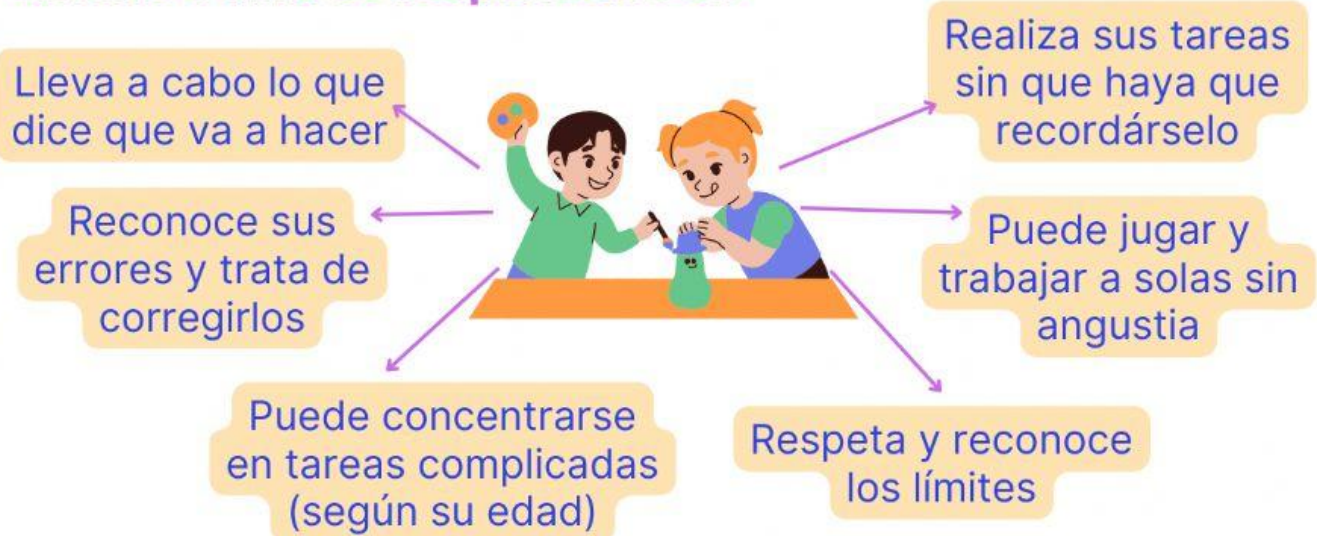 Lleva a cabo lo que
dice que va a hacer
Realiza sus tareas
sin que haya que
recordárselo
Reconoce sus
errores y trata de
corregirlos
Puede jugar y
trabajar a solas sin
angustia
Puede concentrarse
en tareas complicadas
(según su edad)
Respeta y reconoce
los límites